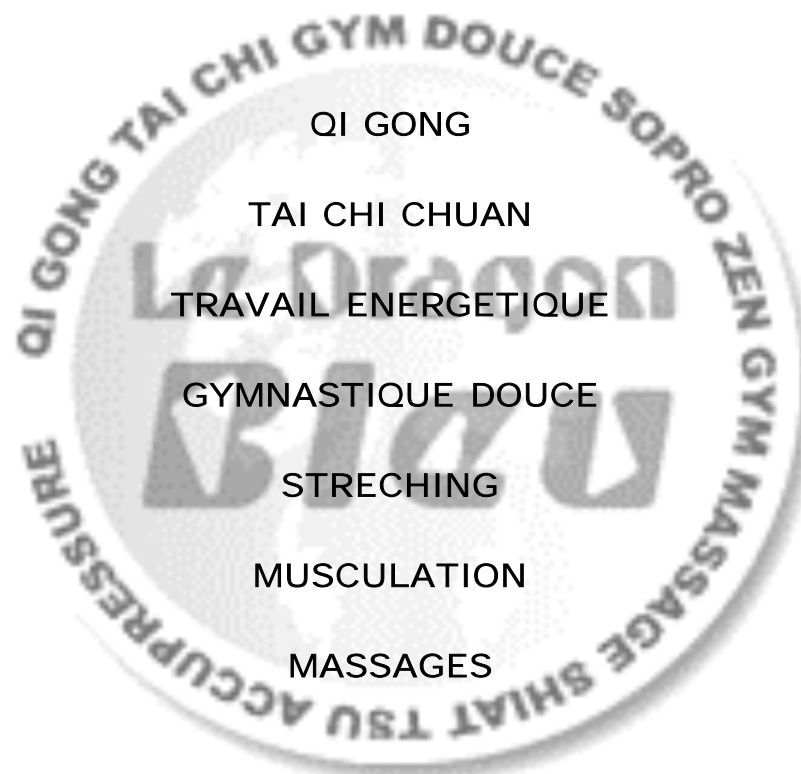 QI GONG TAI CHI GYM DOUCE SOPRO ZEN GYM MASSAGE SHIAT TSU ACCUPRESSURE
QI GONG
TAI CHI CHUAN
Le Dragon
TRAVAIL ENERGETIQUE
GYMNASTIQUE DOUCE
Blau
STRECHING
MUSCULATION
MASSAGES